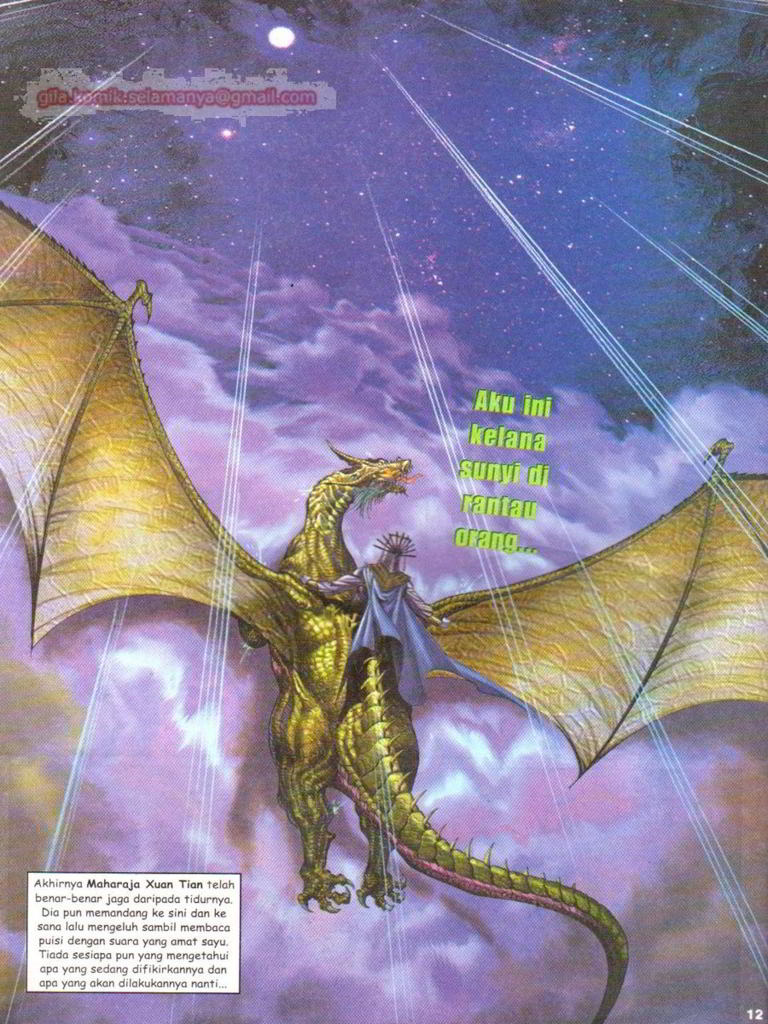 gila.komik.selamanya@gmail.com
Aku ini
kelana
sunyi di
rantau
orang...
Akhirnya Maharaja Xuan Tian telah
benar-benar jaga daripada tidurnya.
Dia pun memandang ke sini dan ke
sana lalu mengeluh sambil membaca
puisi dengan suara yang amat sayu.
Tiada sesiapa pun yang mengetahui
apa yang sedang difikirkannya dan
apa yang akan dilakukannya nanti...
12